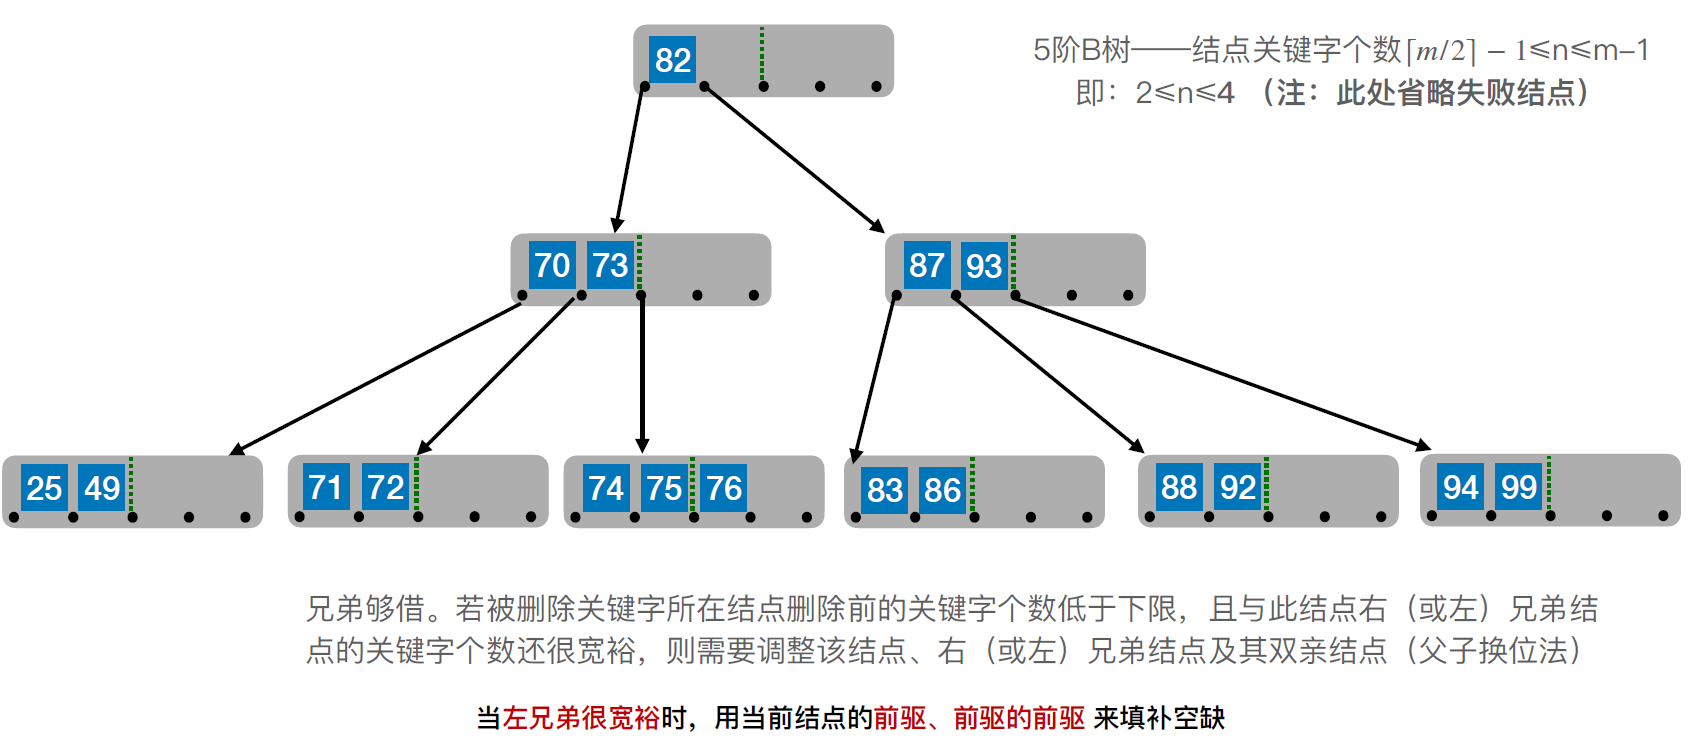 82
5阶B树——结点关键字个数⌈m/2⌉ − 1≤n≤m-1
即：2≤n≤4 （注：此处省略失败结点）
70 73
87 93
25 49
71 72
74 75 76
83 86
88 92
94 99
兄弟够借。若被删除关键字所在结点删除前的关键字个数低于下限，且与此结点右（或左）兄弟结
点的关键字个数还很宽裕，则需要调整该结点、右（或左）兄弟结点及其双亲结点（父子换位法）
当左兄弟很宽裕时，用当前结点的前驱、前驱的前驱 来填补空缺